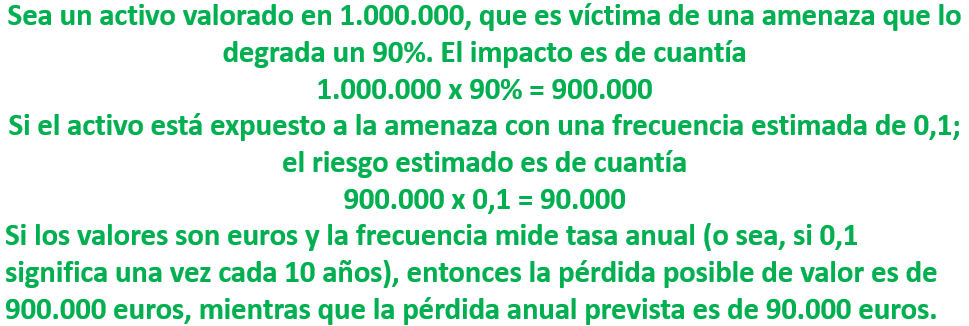 Sea un activo valorado en 1.000.000, que es víctima de una amenaza que lo
degrada un 90%. El impacto es de cuantía
1.000.000 x 90% = 900.000
Si el activo está expuesto a la amenaza con una frecuencia estimada de 0,1;
el riesgo estimado es de cuantía
900.000 x 0,1 = 90.000
Si los valores son euros y la frecuencia mide tasa anual (o sea, si 0,1
significa una vez cada 10 años), entonces la pérdida posible de valor es de
900.000 euros, mientras que la pérdida anual prevista es de 90.000 euros.